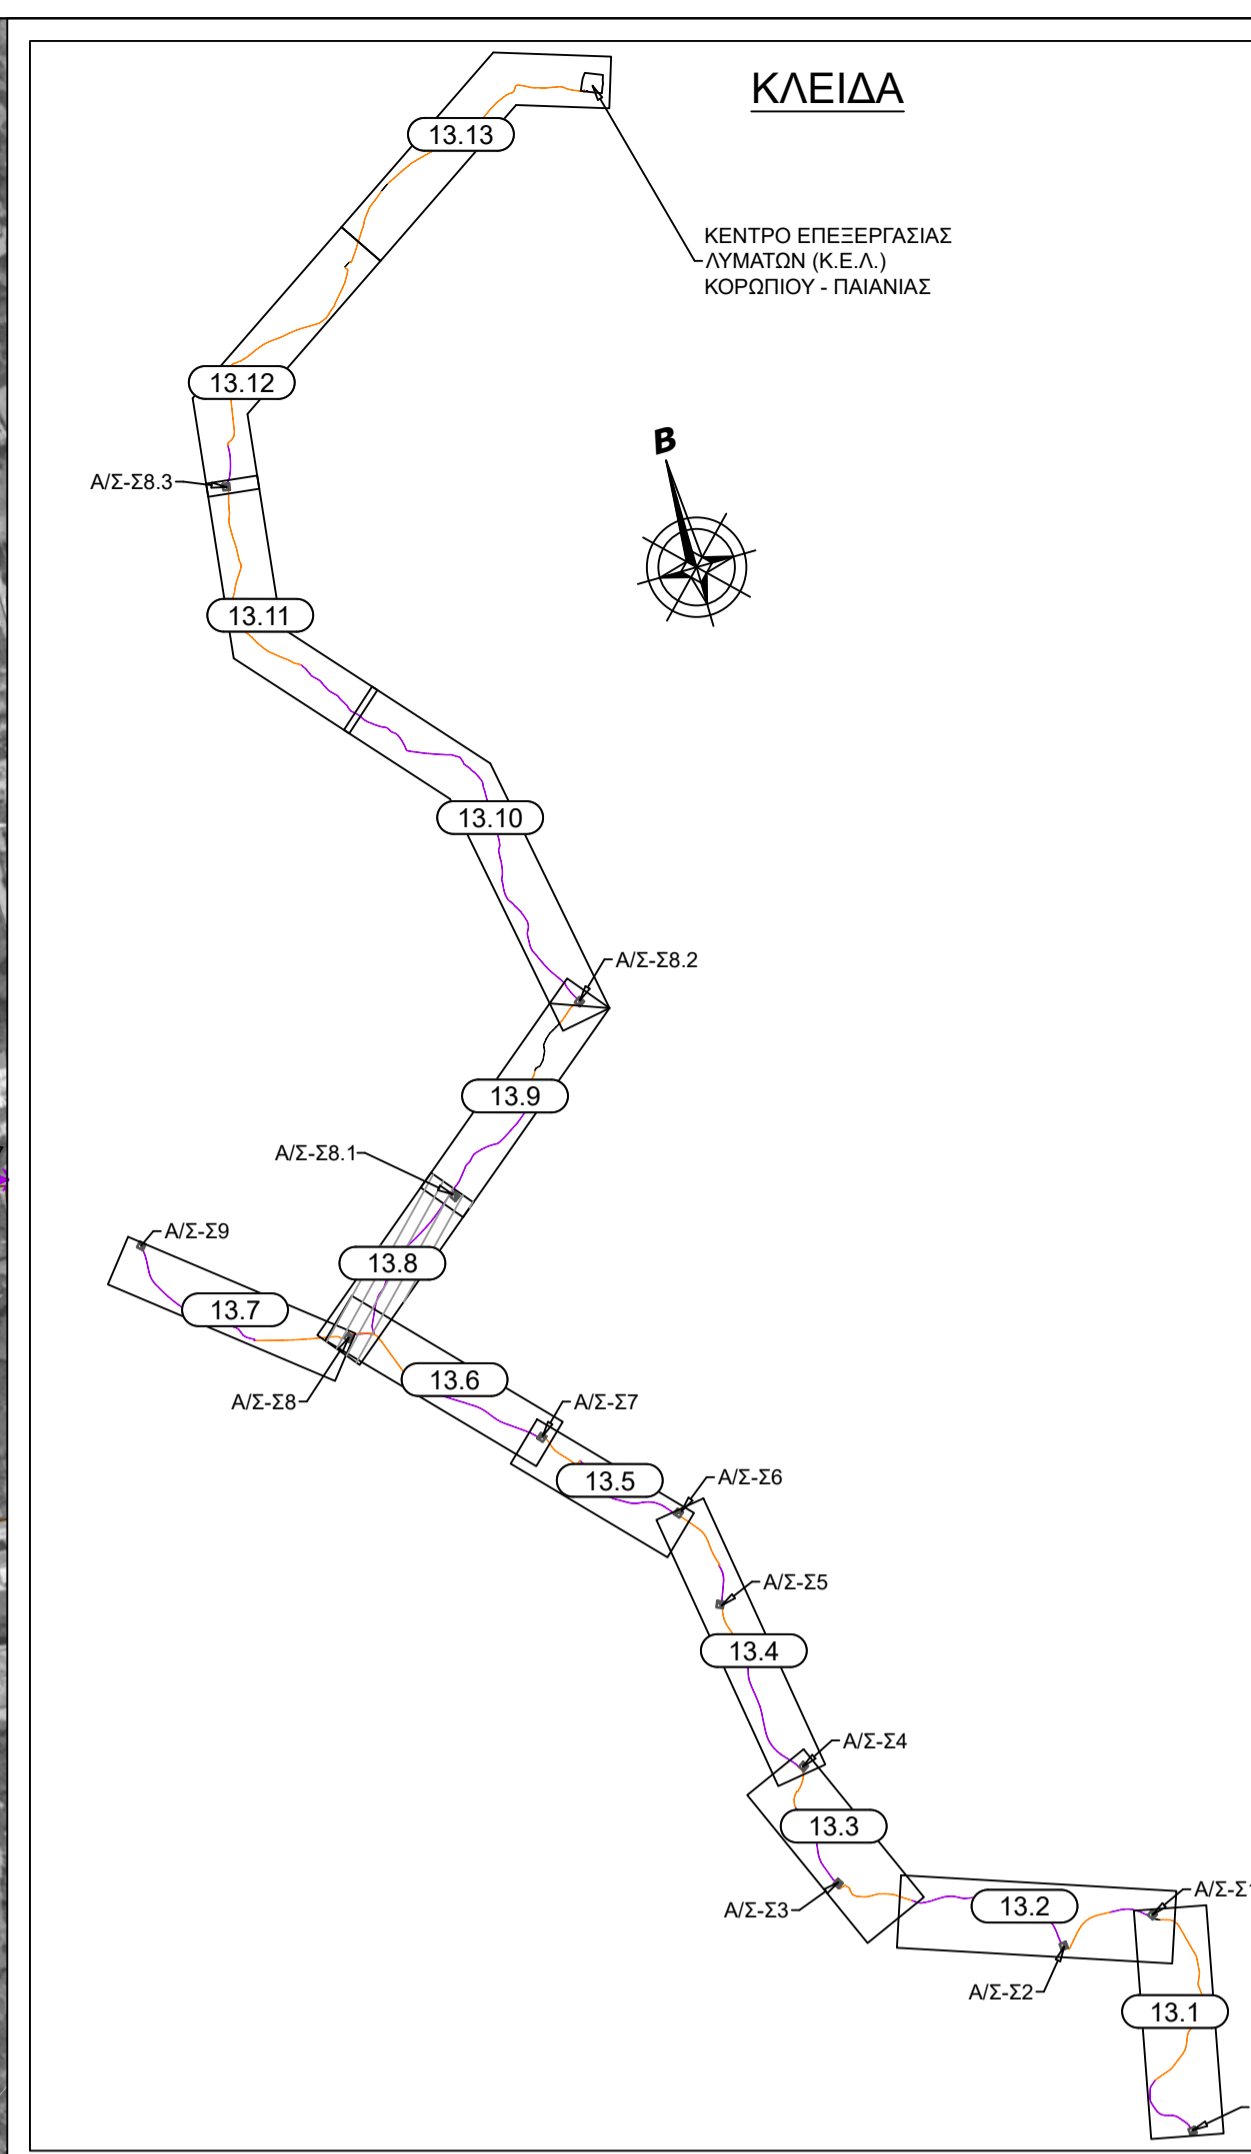 ΚΛΕΙΔΑ
13.13
ΚΕΝΤΡΟ ΕΠΕΞΕΡΓΑΣΙΑΣ
ΛΥΜΑΤΩΝ (Κ.Ε.Λ.)
ΚΟΡΩΠΙΟΥ - ΠΑΙΑΝΙΑΣ
13.12
Β
Α/Σ-Σ8.3
13.11
13.10
Α/Σ-Σ8.2
13.9
Α/Σ-Σ8.1
Α/Σ-Σ9
13.8
13.7
13.6
Α/Σ-Σ8
Α/Σ-Σ7
13.5
Α/Σ-Σ6
Α/Σ-Σ5
13.4
Α/Σ-Σ4
13.3
Α/Σ-Σ1
13.2
Α/Σ-Σ3
Α/Σ-Σ2
13.1